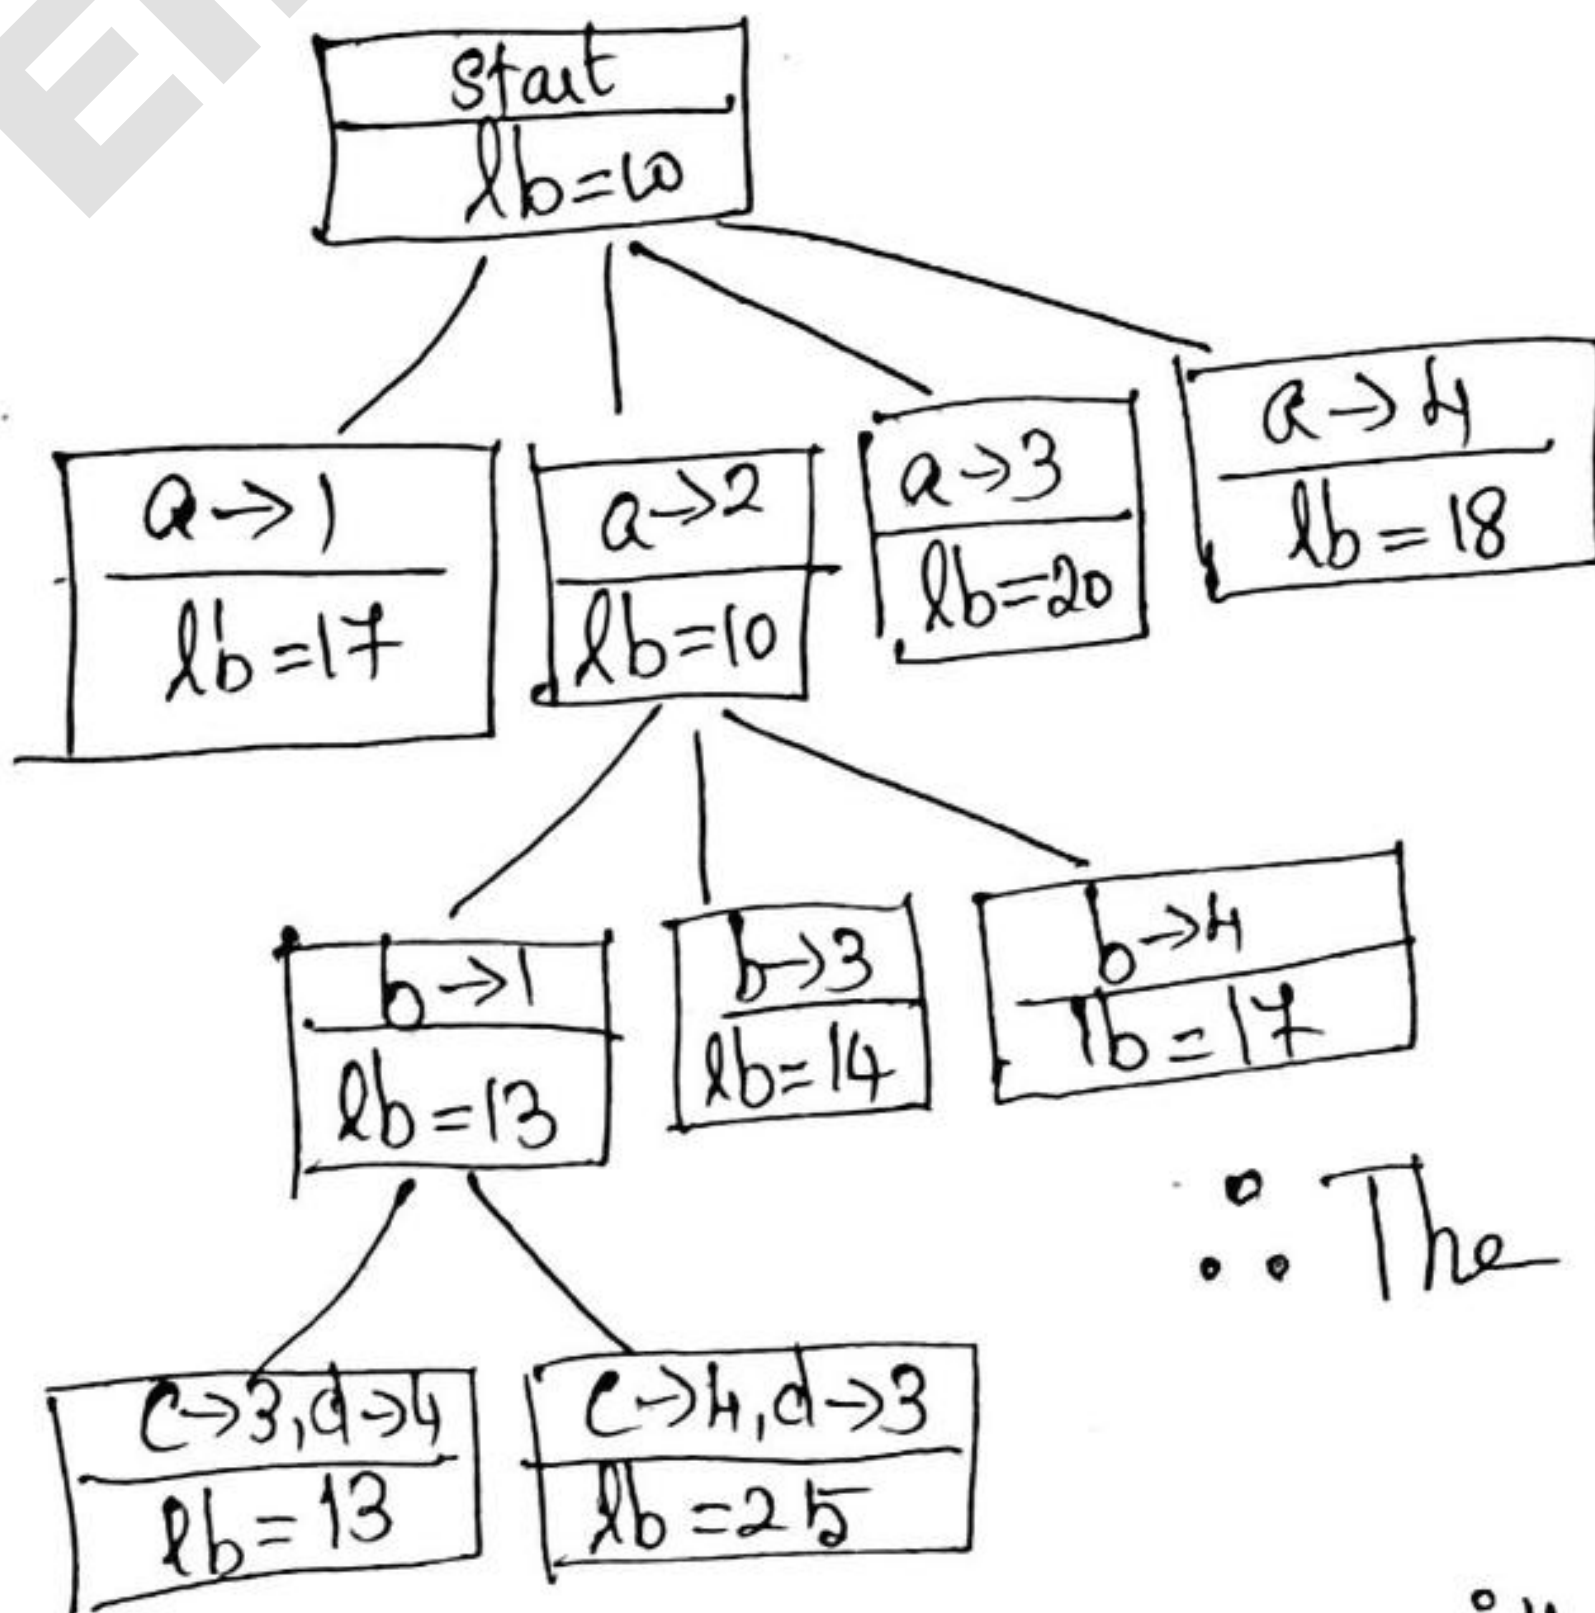 Start
lb=10
a→1
lb=17
a→2
lb=10
a→3
lb=20
a→4
lb=18
b→1
lb=13
b→3
lb=14
b→4
lb=17
∴ The
c→3, d→4
lb=13
c→4, d→3
lb=25